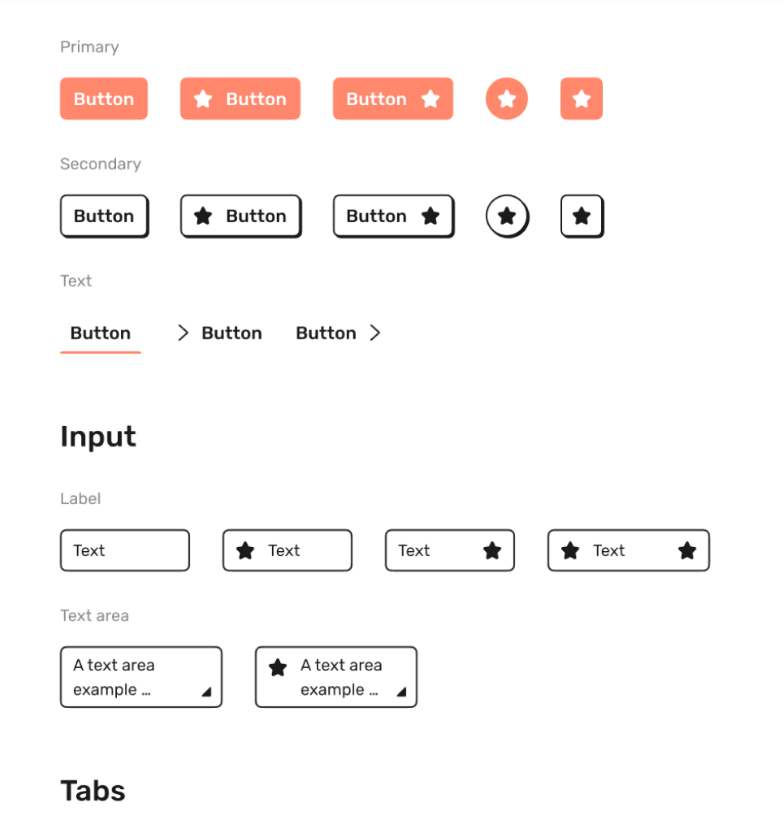 Primary
Button Button Button
Secondary
Button Button Button
Text
Button Button Button
Input
Label
Text Text Text Text
Text area
A text area A text area
example … example …
Tabs